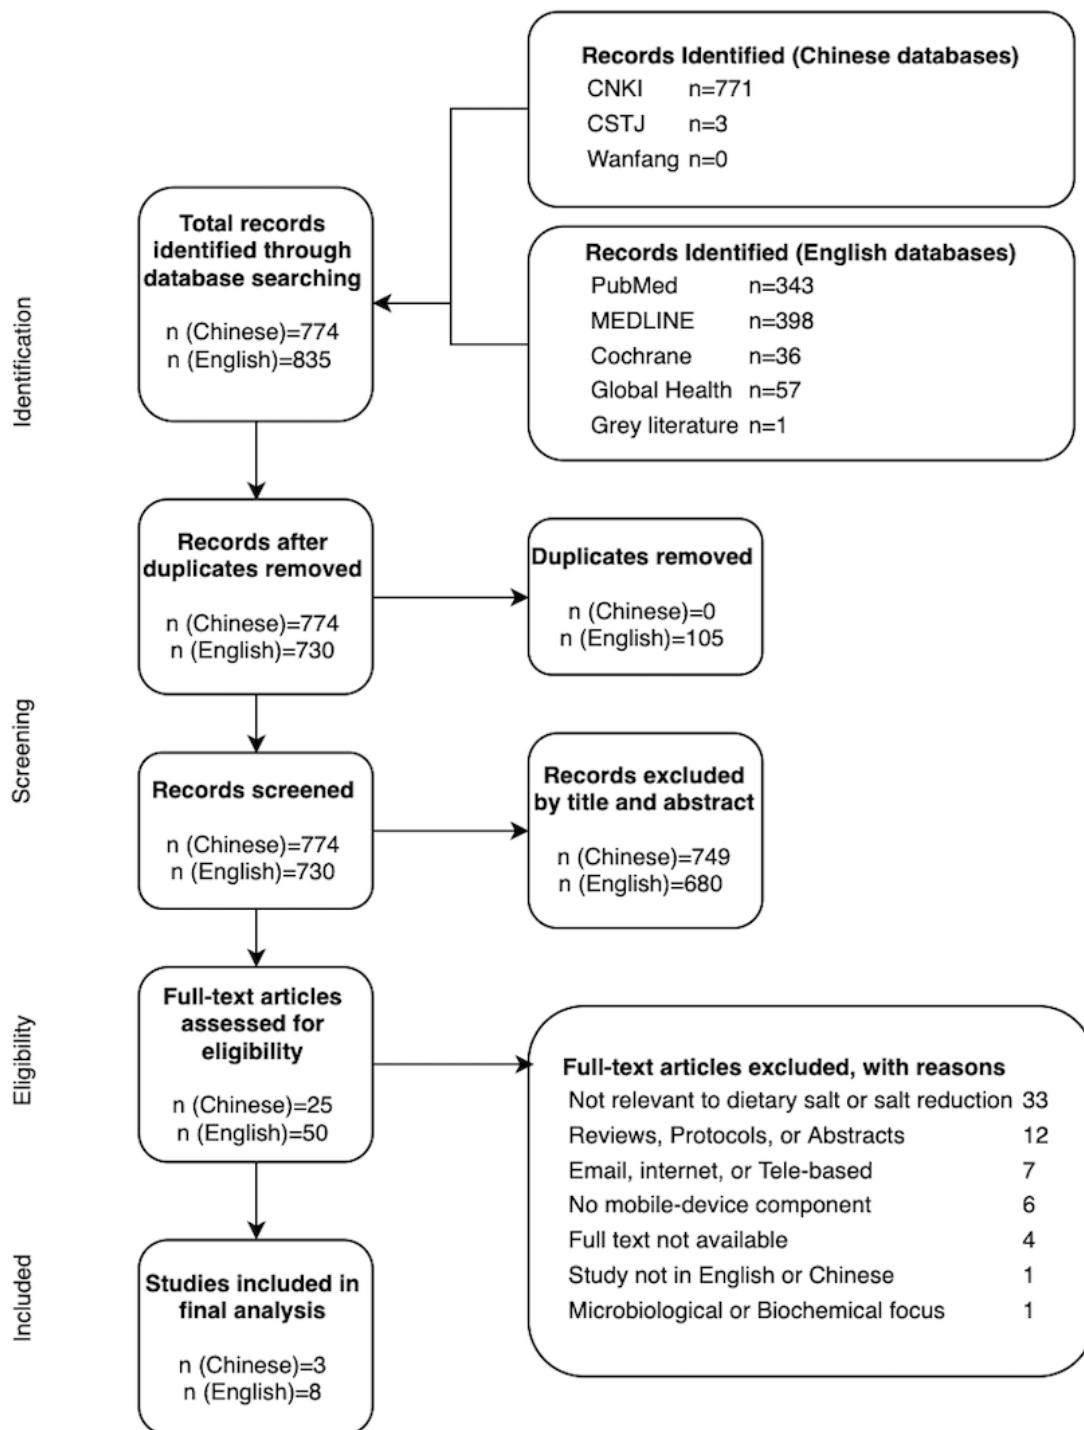 Records Identified (Chinese databases)
CNKI n=771
CSTJ n=3
Wanfang n=0
Total records
identified through
database searching
n (Chinese)=774
n (English)=835
Records Identified (English databases)
PubMed n=343
MEDLINE n=398
Cochrane n=36
Global Health n=57
Grey literature n=1
Identification
Records after
duplicates removed
n (Chinese)=774
n (English)=730
Duplicates removed
n (Chinese)=0
n (English)=105
Screening
Records screened
n (Chinese)=774
n (English)=730
Records excluded
by title and abstract
n (Chinese)=749
n (English)=680
Eligibility
Full-text articles
assessed for
eligibility
n (Chinese)=25
n (English)=50
Full-text articles excluded, with reasons
Not relevant to dietary salt or salt reduction 33
Reviews, Protocols, or Abstracts 12
Email, internet, or Tele-based 7
No mobile-device component 6
Full text not available 4
Study not in English or Chinese 1
Microbiological or Biochemical focus 1
Included
Studies included in
final analysis
n (Chinese)=3
n (English)=8